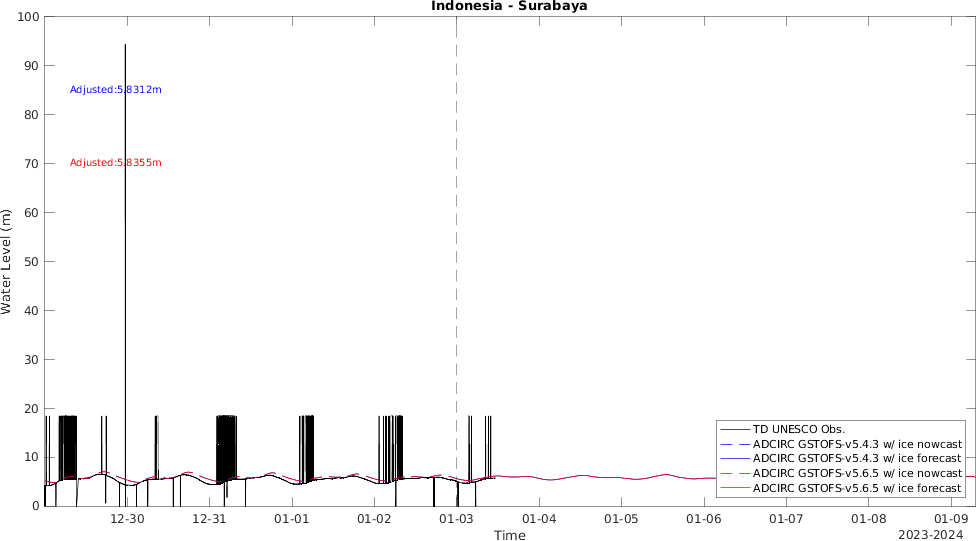 Indonesia - Surabaya
100
90
80
70
60
50
40
30
20
10
0
Water Level (m)
Adjusted:5.8312m
Adjusted:5.8355m
TD UNESCO Obs.
ADCIRC GSTOFS-v5.4.3 w/ ice nowcast
ADCIRC GSTOFS-v5.4.3 w/ ice forecast
ADCIRC GSTOFS-v5.6.5 w/ ice nowcast
ADCIRC GSTOFS-v5.6.5 w/ ice forecast
12-30 12-31 01-01 01-02 01-03 01-04 01-05 01-06 01-07 01-08 01-09
Time
2023-2024